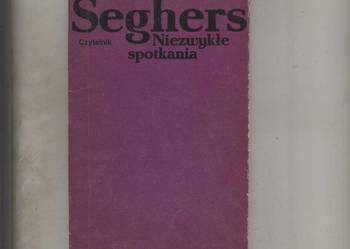 Seghers
Czytelnik Niezwykłe
spotkania